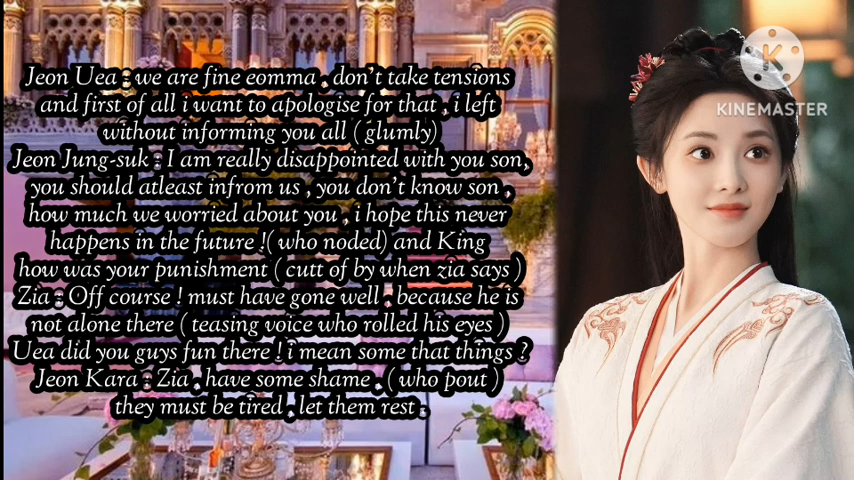 Jeon Uea : we are fine eomma , don't take tensions
and first of all i want to apologise for that , i left
without informing you all ( glumly)
Jeon Jung-suk : I am really disappointed with you son,
you should atleast infrom us , you don't know son ,
how much we worried about you , i hope this never
happens in the future !( who noded) and King
how was your punishment ( cutt of by when zia says )
Zia : Off course ! must have gone well , because he is
not alone there ( teasing voice who rolled his eyes )
Uea did you guys fun there ! i mean some that things ?
Jeon Kara : Zia , have some shame , ( who pout )
they must be tired , let them rest .
K
KINEMASTER